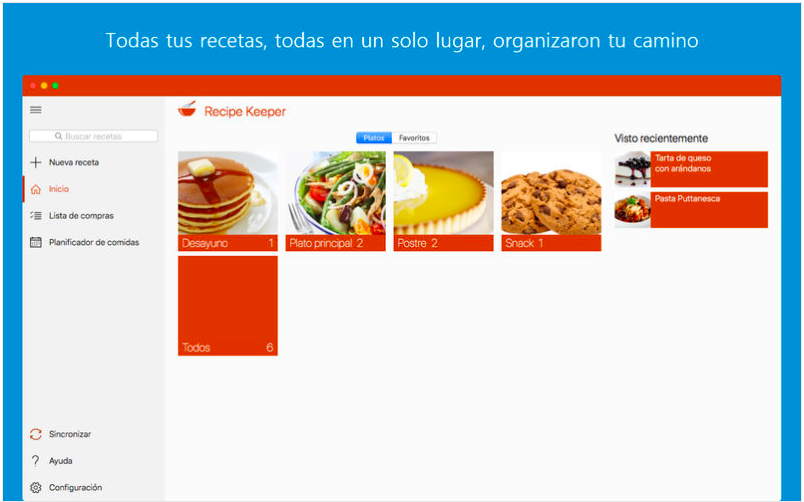 Todas tus recetas, todas en un solo lugar, organizaron tu camino
Recipe Keeper
Buscar recetas
Nueva receta
Inicio
Lista de compras
Planificador de comidas
Sincronizar
Ayuda
Configuración
Platos
Favoritos
Desayuno 1
Plato principal 2
Postre 2
Snack 1
Todos 6
Visto recientemente
Tarta de queso
con arándanos
Pasta Puttanesca